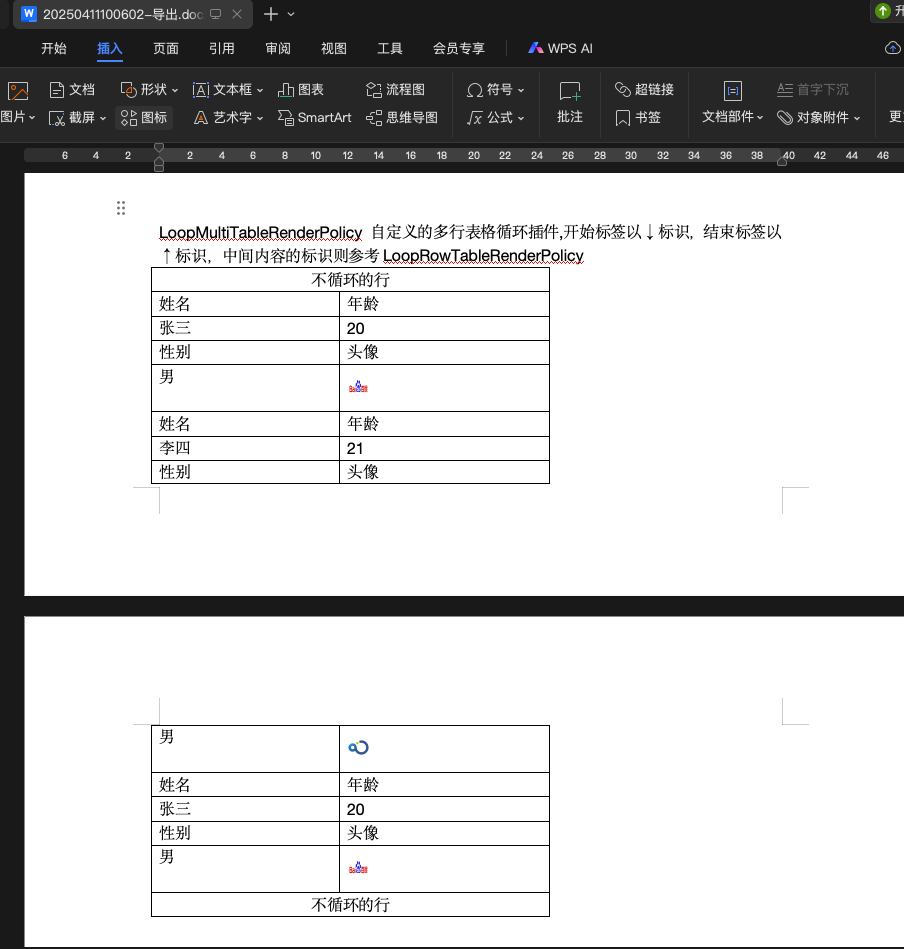 20250411100602-导出.doc
开始 插入 页面 引用 审阅 视图 工具 会员专享 WPS AI
文档 形状 文本框 图表 流程图 符号 超链接 首字下沉
图片 截屏 图标 艺术字 SmartArt 思维导图 公式 批注 书签 文档部件 对象附件
6 4 2 2 4 6 8 10 12 14 16 18 20 22 24 26 28 30 32 34 36 38 40 42 44 46
LoopMultiTableRenderPolicy 自定义的多行表格循环插件,开始标签以↓标识，结束标签以
↑标识，中间内容的标识则参考 LoopRowTableRenderPolicy
不循环的行
姓名 年龄
张三 20
性别 头像
男
姓名 年龄
李四 21
性别 头像
男
姓名 年龄
张三 20
性别 头像
男
不循环的行